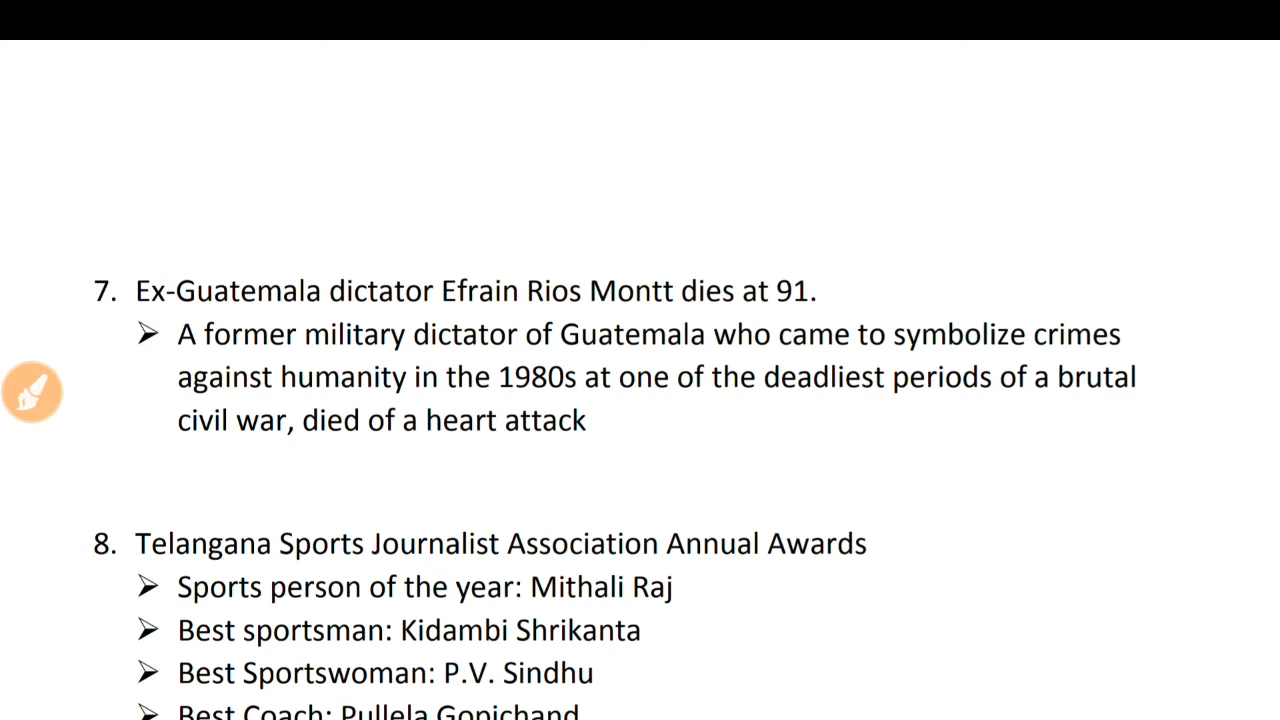 7. Ex-Guatemala dictator Efrain Rios Montt dies at 91.
➢ A former military dictator of Guatemala who came to symbolize crimes
against humanity in the 1980s at one of the deadliest periods of a brutal
civil war, died of a heart attack
8. Telangana Sports Journalist Association Annual Awards
➢ Sports person of the year: Mithali Raj
➢ Best sportsman: Kidambi Shrikanta
➢ Best Sportswoman: P.V. Sindhu
➢ Best Coach: Pullela Gopichand